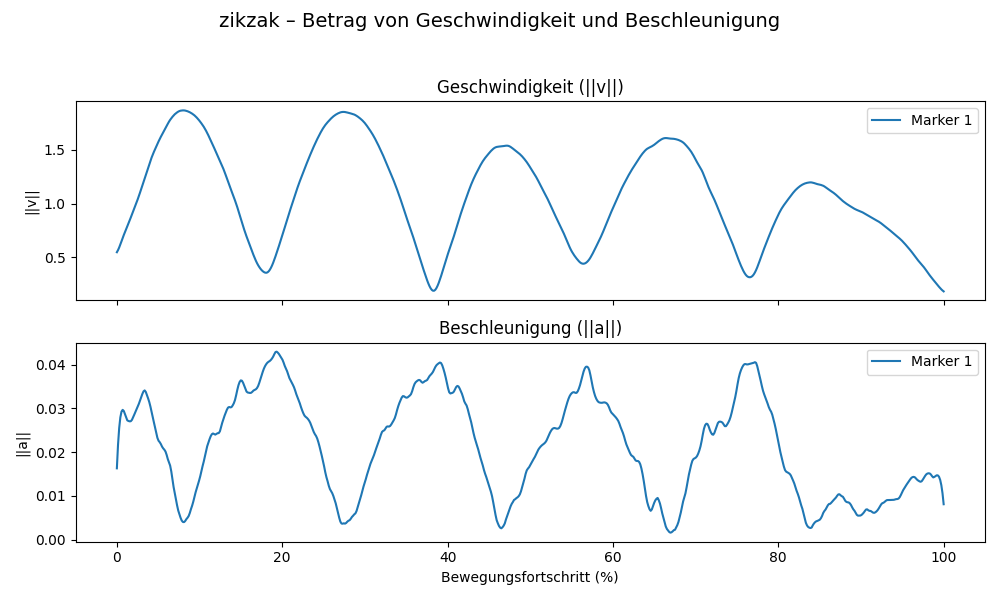 zikzak – Betrag von Geschwindigkeit und Beschleunigung
Geschwindigkeit (||v||)
Marker 1
||v||
1.5
1.0
0.5
Beschleunigung (||a||)
Marker 1
||a||
0.04
0.03
0.02
0.01
0.00
0 20 40 60 80 100
Bewegungsfortschritt (%)